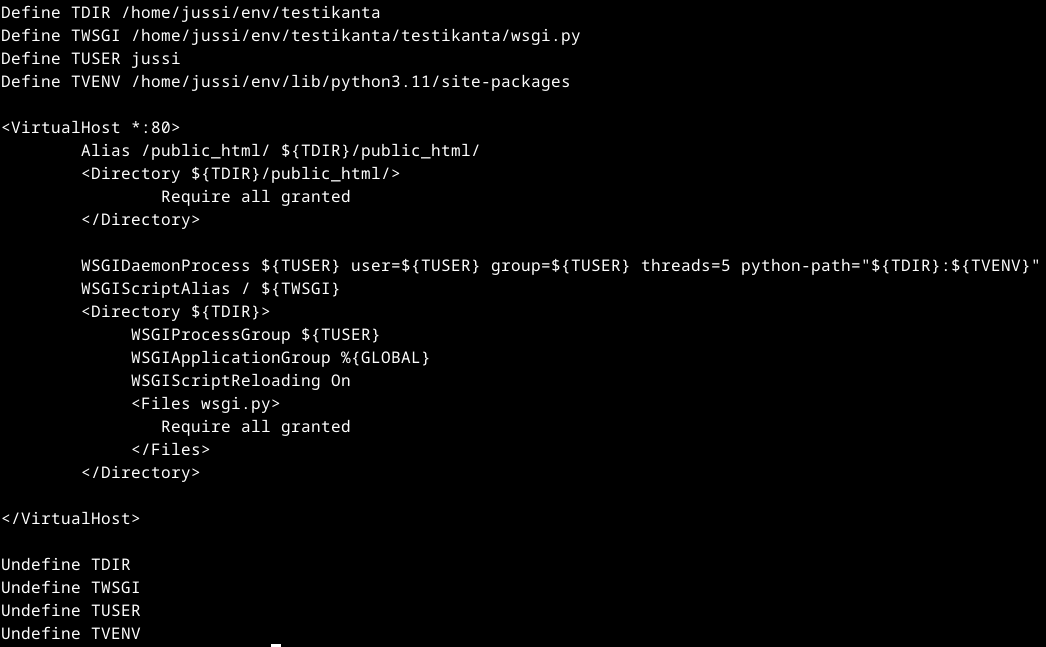 Define TDIR /home/jussi/env/testikanta
Define TWSGI /home/jussi/env/testikanta/testikanta/wsgi.py
Define TUSER jussi
Define TVENV /home/jussi/env/lib/python3.11/site-packages

<VirtualHost *:80>
        Alias /public_html/ ${TDIR}/public_html/
        <Directory ${TDIR}/public_html/>
                Require all granted
        </Directory>

        WSGIDaemonProcess ${TUSER} user=${TUSER} group=${TUSER} threads=5 python-path="${TDIR}:${TVENV}"
        WSGIScriptAlias / ${TWSGI}
        <Directory ${TDIR}>
             WSGIProcessGroup ${TUSER}
             WSGIApplicationGroup %{GLOBAL}
             WSGIScriptReloading On
             <Files wsgi.py>
                Require all granted
             </Files>
        </Directory>

</VirtualHost>

Undefine TDIR
Undefine TWSGI
Undefine TUSER
Undefine TVENV